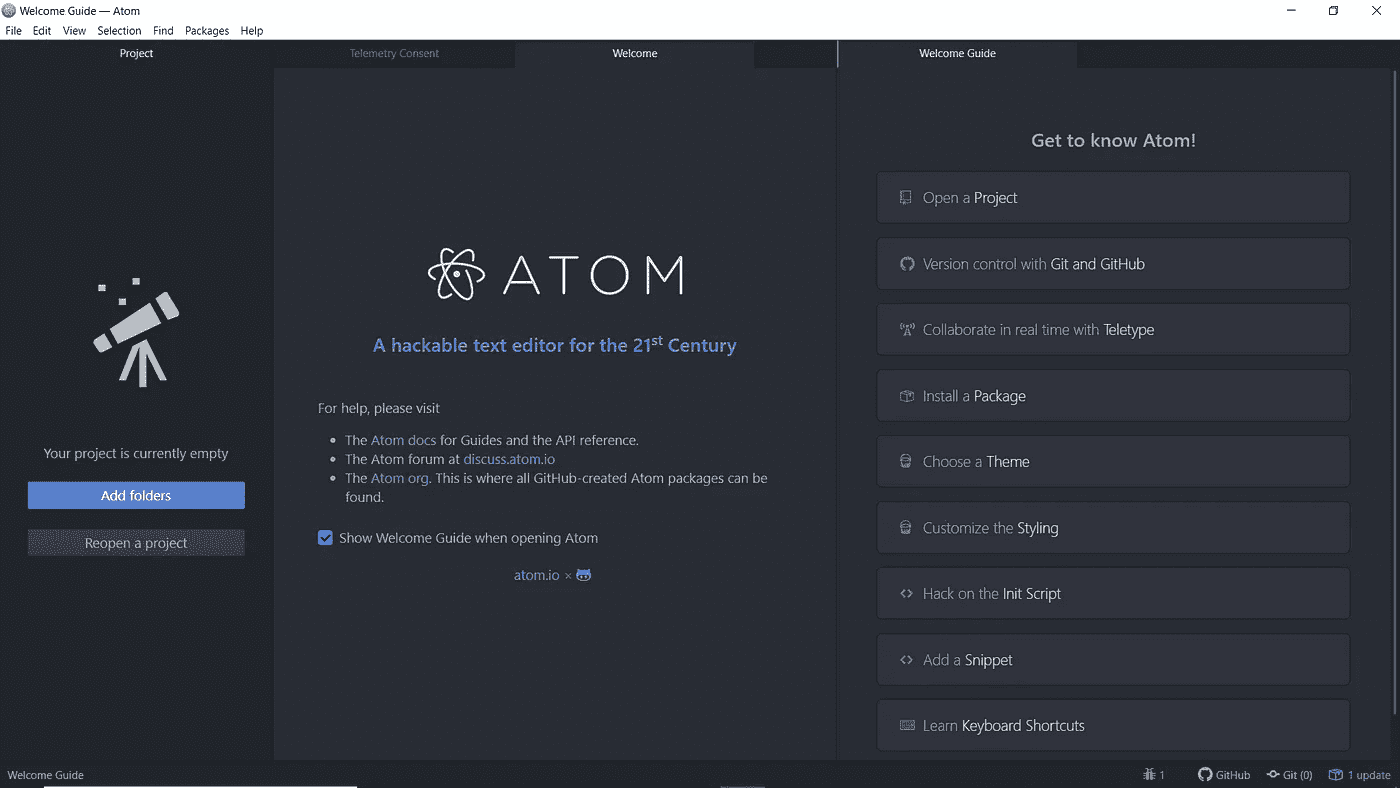 Welcome Guide — Atom
File Edit View Selection Find Packages Help
Project
Telemetry Consent
Welcome
Welcome Guide
Your project is currently empty
Add folders
Reopen a project
ATOM
A hackable text editor for the 21st Century
For help, please visit
The Atom docs for Guides and the API reference.
The Atom forum at discuss.atom.io
The Atom org. This is where all GitHub-created Atom packages can be
found.
Show Welcome Guide when opening Atom
atom.io ×
Get to know Atom!
Open a Project
Version control with Git and GitHub
Collaborate in real time with Teletype
Install a Package
Choose a Theme
Customize the Styling
Hack on the Init Script
Add a Snippet
Learn Keyboard Shortcuts
Welcome Guide
1
GitHub
Git (0)
1 update